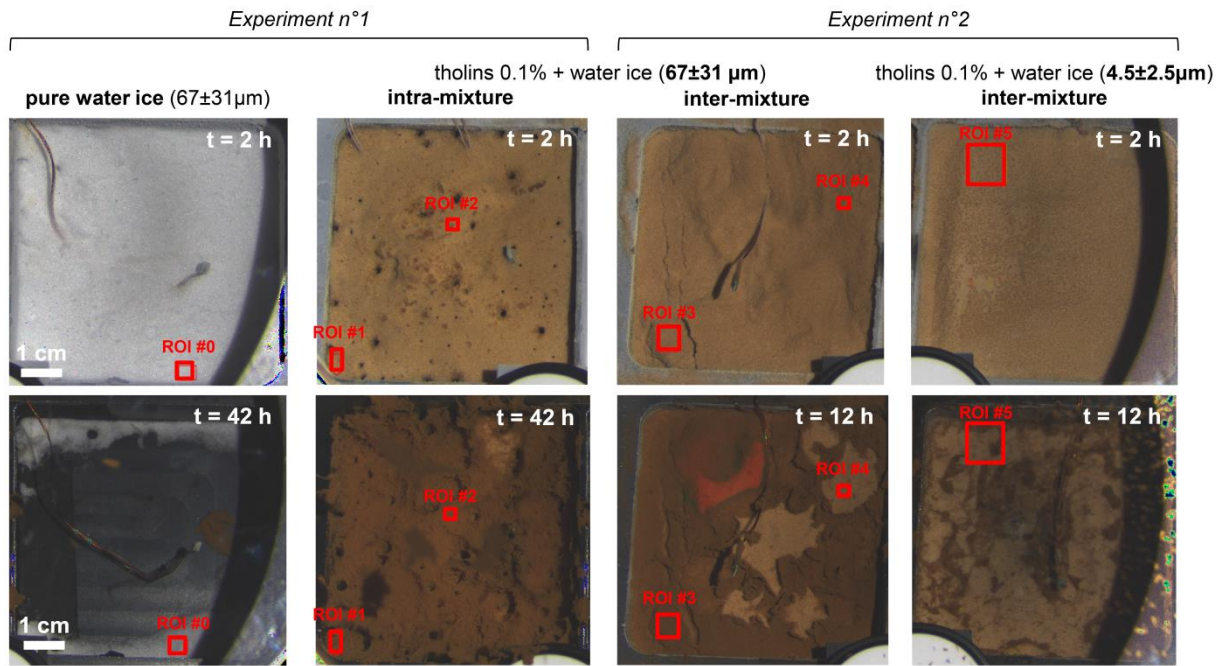 Experiment n°1
Experiment n°2
tholins 0.1% + water ice (67±31 µm)
tholins 0.1% + water ice (4.5±2.5µm)
pure water ice (67±31µm)
intra-mixture
inter-mixture
inter-mixture
t = 2 h
t = 2 h
t = 2 h
t = 2 h
ROI #5
ROI #4
ROI #2
ROI #3
ROI #1
ROI #0
1 cm
t = 42 h
t = 42 h
t = 12 h
t = 12 h
ROI #5
ROI #4
ROI #2
ROI #3
ROI #1
ROI #0
1 cm